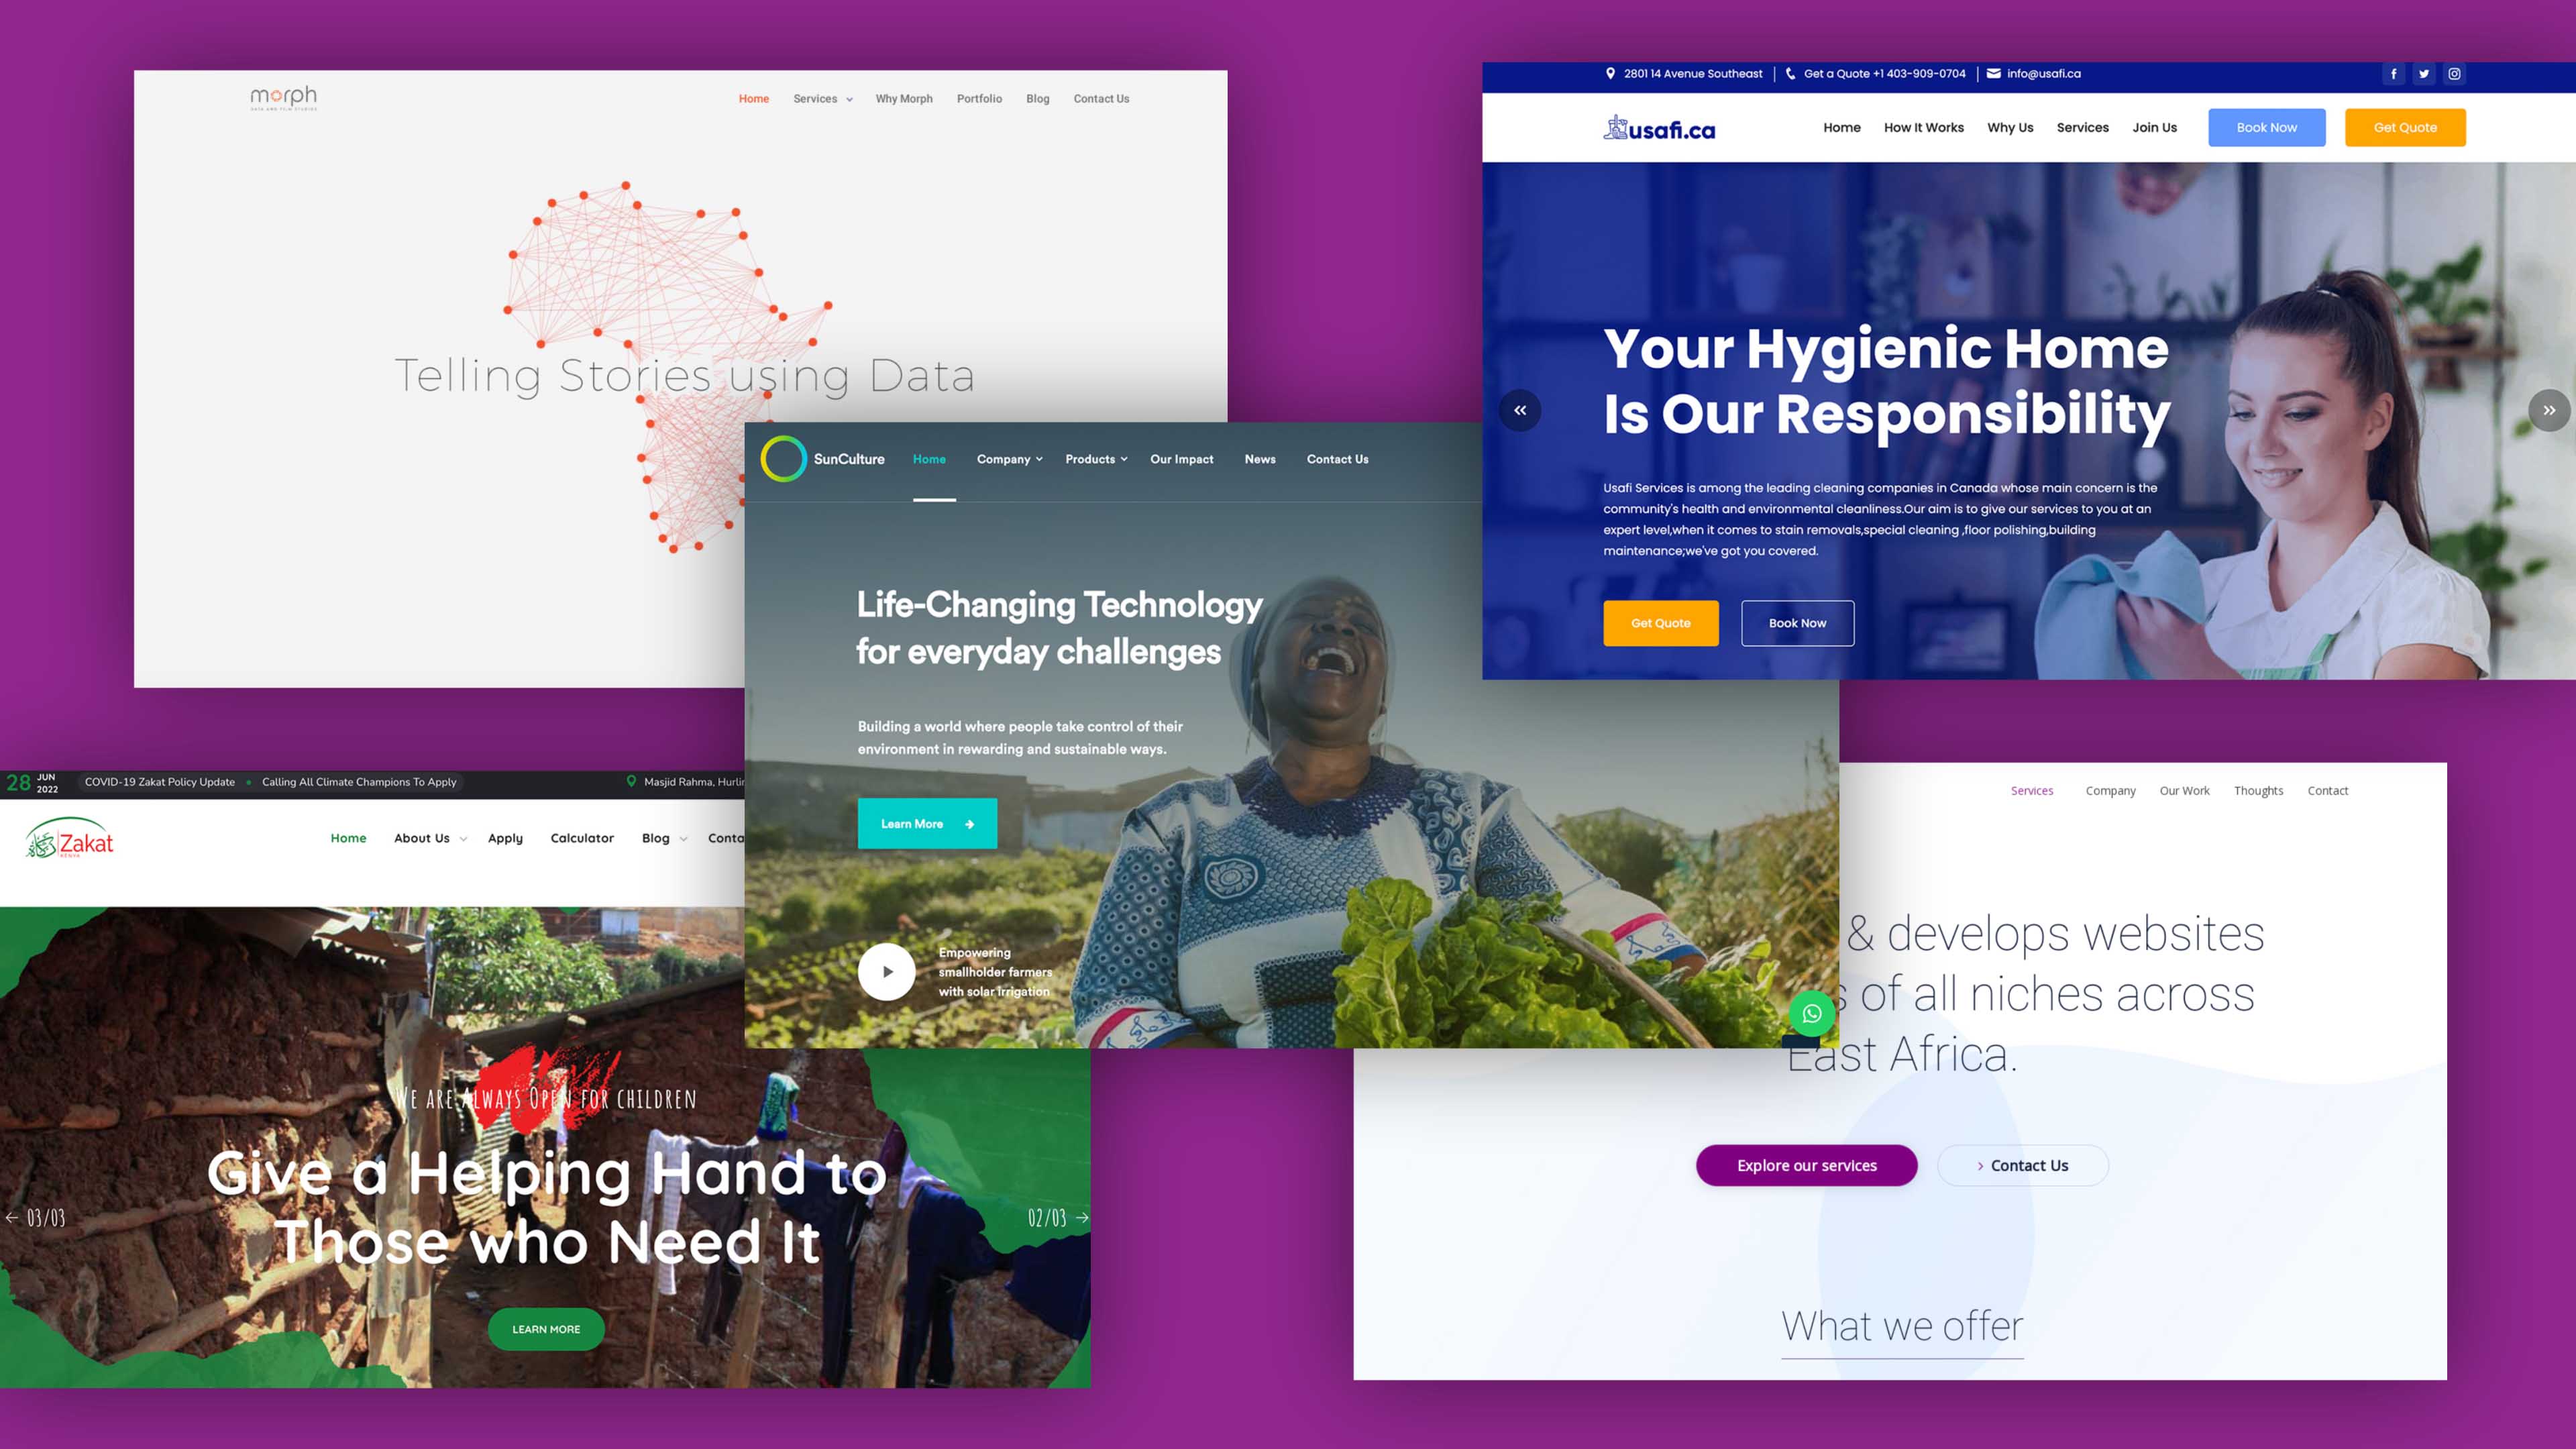 morph
Home Services Why Morph Portfolio Blog Contact Us
Telling Stories using Data
2801 14 Avenue Southeast Get a Quote +1 403-909-0704 info@usafi.ca
usafi.ca
Home How It Works Why Us Services Join Us Book Now Get Quote
Your Hygienic Home
Is Our Responsibility
Usafi Services is among the leading cleaning companies in Canada whose main concern is the
community's health and environmental cleanliness.Our aim is to give our services to you at an
expert level,when it comes to stain removals,special cleaning ,floor polishing,building
maintenance;we've got you covered.
Get Quote Book Now
SunCulture Home Company Products Our Impact News Contact Us
Life-Changing Technology
for everyday challenges
Building a world where people take control of their
environment in rewarding and sustainable ways.
Learn More
Empowering
smallholder farmers
with solar irrigation
28 JUN
2022
COVID-19 Zakat Policy Update • Calling All Climate Champions To Apply Masjid Rahma,
Zakat
KENYA
Home About Us Apply Calculator Blog
We are Always Open for children
Give a Helping Hand to
Those who Need It
← 03/03
02/03 →
LEARN MORE
Services Company Our Work Thoughts Contact
& develops websites
of all niches across
East Africa.
Explore our services Contact Us
What we offer